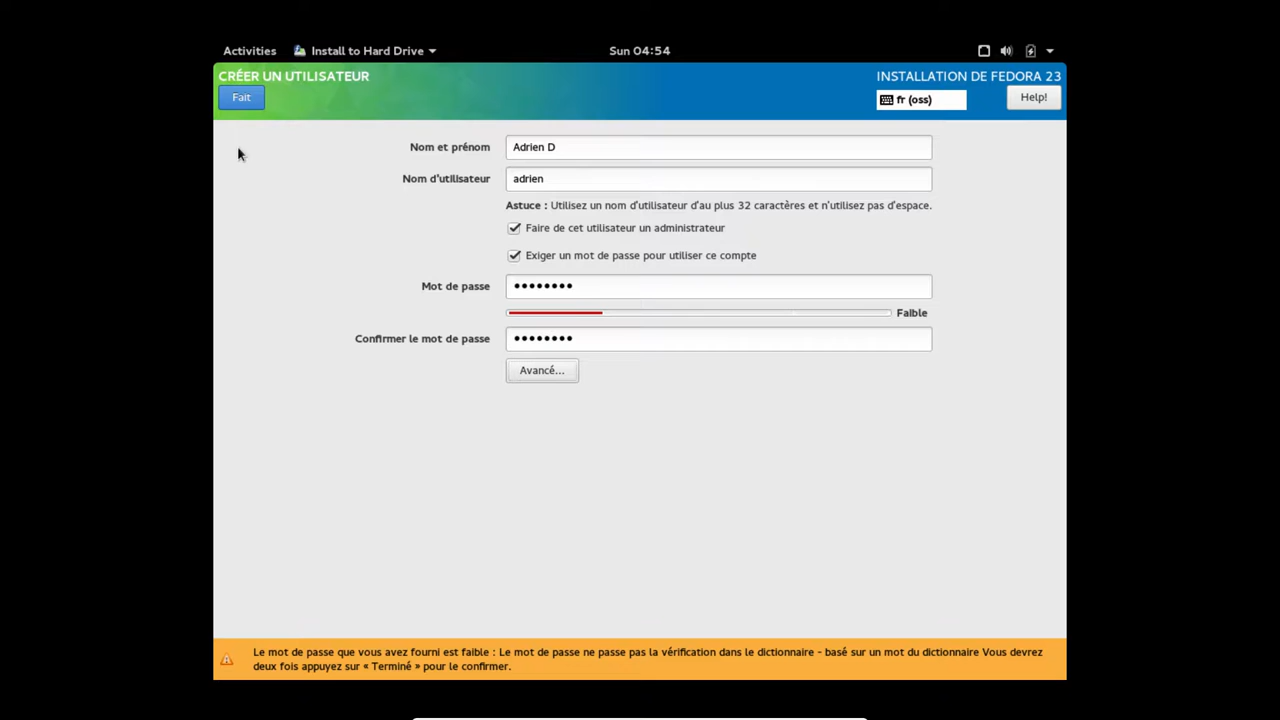 Activities Install to Hard Drive Sun 04:54
CRÉER UN UTILISATEUR INSTALLATION DE FEDORA 23
Fait fr (oss) Help!
Nom et prénom Adrien D
Nom d'utilisateur adrien
Astuce : Utilisez un nom d'utilisateur d'au plus 32 caractères et n'utilisez pas d'espace.
Faire de cet utilisateur un administrateur
Exiger un mot de passe pour utiliser ce compte
Mot de passe ••••••••
Faible
Confirmer le mot de passe ••••••••
Avancé...
Le mot de passe que vous avez fourni est faible : Le mot de passe ne passe pas la vérification dans le dictionnaire - basé sur un mot du dictionnaire Vous devrez
deux fois appuyez sur « Terminé » pour le confirmer.